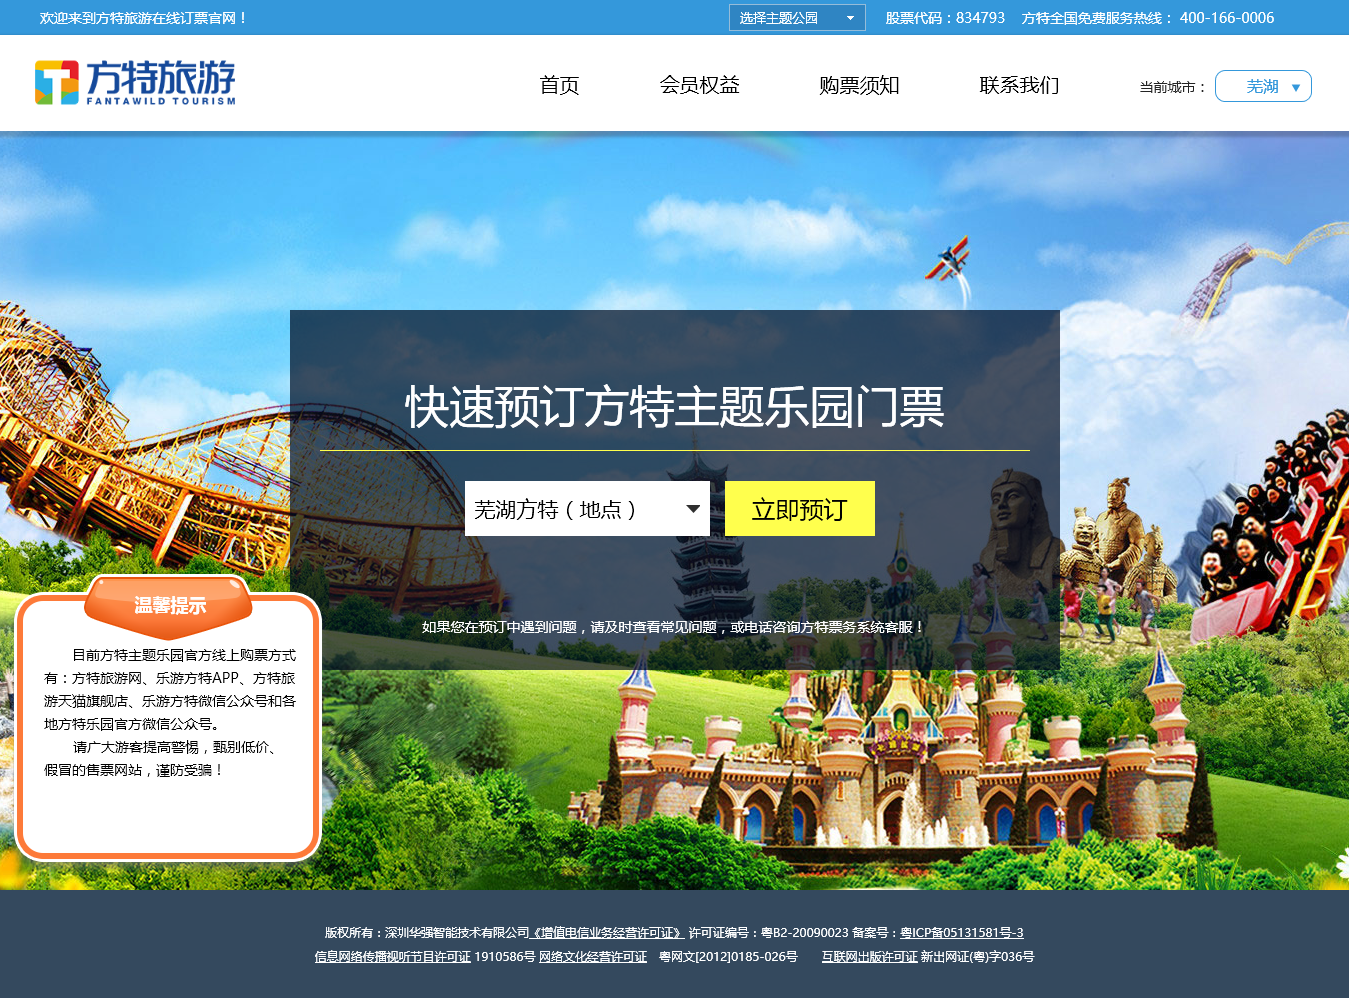 欢迎来到方特旅游在线订票官网！
选择主题公园
股票代码：834793 方特全国免费服务热线： 400-166-0006
方特旅游
FANTAWILD TOURISM
首页
会员权益
购票须知
联系我们
当前城市：
芜湖
快速预订方特主题乐园门票
芜湖方特（地点）
立即预订
如果您在预订中遇到问题，请及时查看常见问题，或电话咨询方特票务系统客服！
温馨提示
目前方特主题乐园官方线上购票方式
有：方特旅游网、乐游方特APP、方特旅
游天猫旗舰店、乐游方特微信公众号和各
地方特乐园官方微信公众号。
请广大游客提高警惕，甄别低价、
假冒的售票网站，谨防受骗！
版权所有：深圳华强智能技术有限公司《增值电信业务经营许可证》 许可证编号：粤B2-20090023 备案号：粤ICP备05131581号-3
信息网络传播视听节目许可证 1910586号 网络文化经营许可证 粤网文[2012]0185-026号 互联网出版许可证 新出网证(粤)字036号